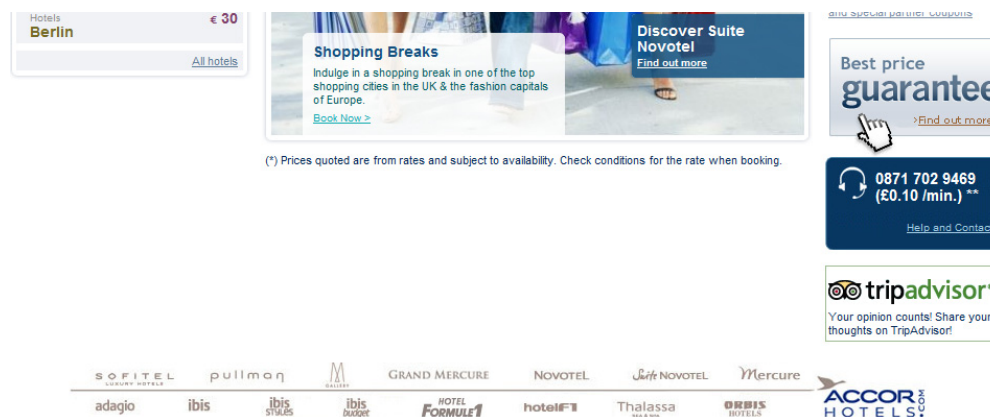 Hotels € 30
Berlin
All hotels
Shopping Breaks
Indulge in a shopping break in one of the top
shopping cities in the UK & the fashion capitals
of Europe.
Book Now >
Discover Suite
Novotel
Find out more
(*) Prices quoted are from rates and subject to availability. Check conditions for the rate when booking.
and special partner coupons
Best price
guarantee
>Find out more
0871 702 9469
(£0.10 /min.) **
Help and Contac
tripadvisor
Your opinion counts! Share your
thoughts on TripAdvisor!
SOFITEL pullman M GRAND MERCURE NOVOTEL Suite NOVOTEL Mercure
LUXURY HOTELS GALLERY
adagio ibis ibis STYLES ibis budget HOTEL FORMULE1 hotelF1 Thalassa ORBIS HOTELS
ACCOR
HOTELS.COM